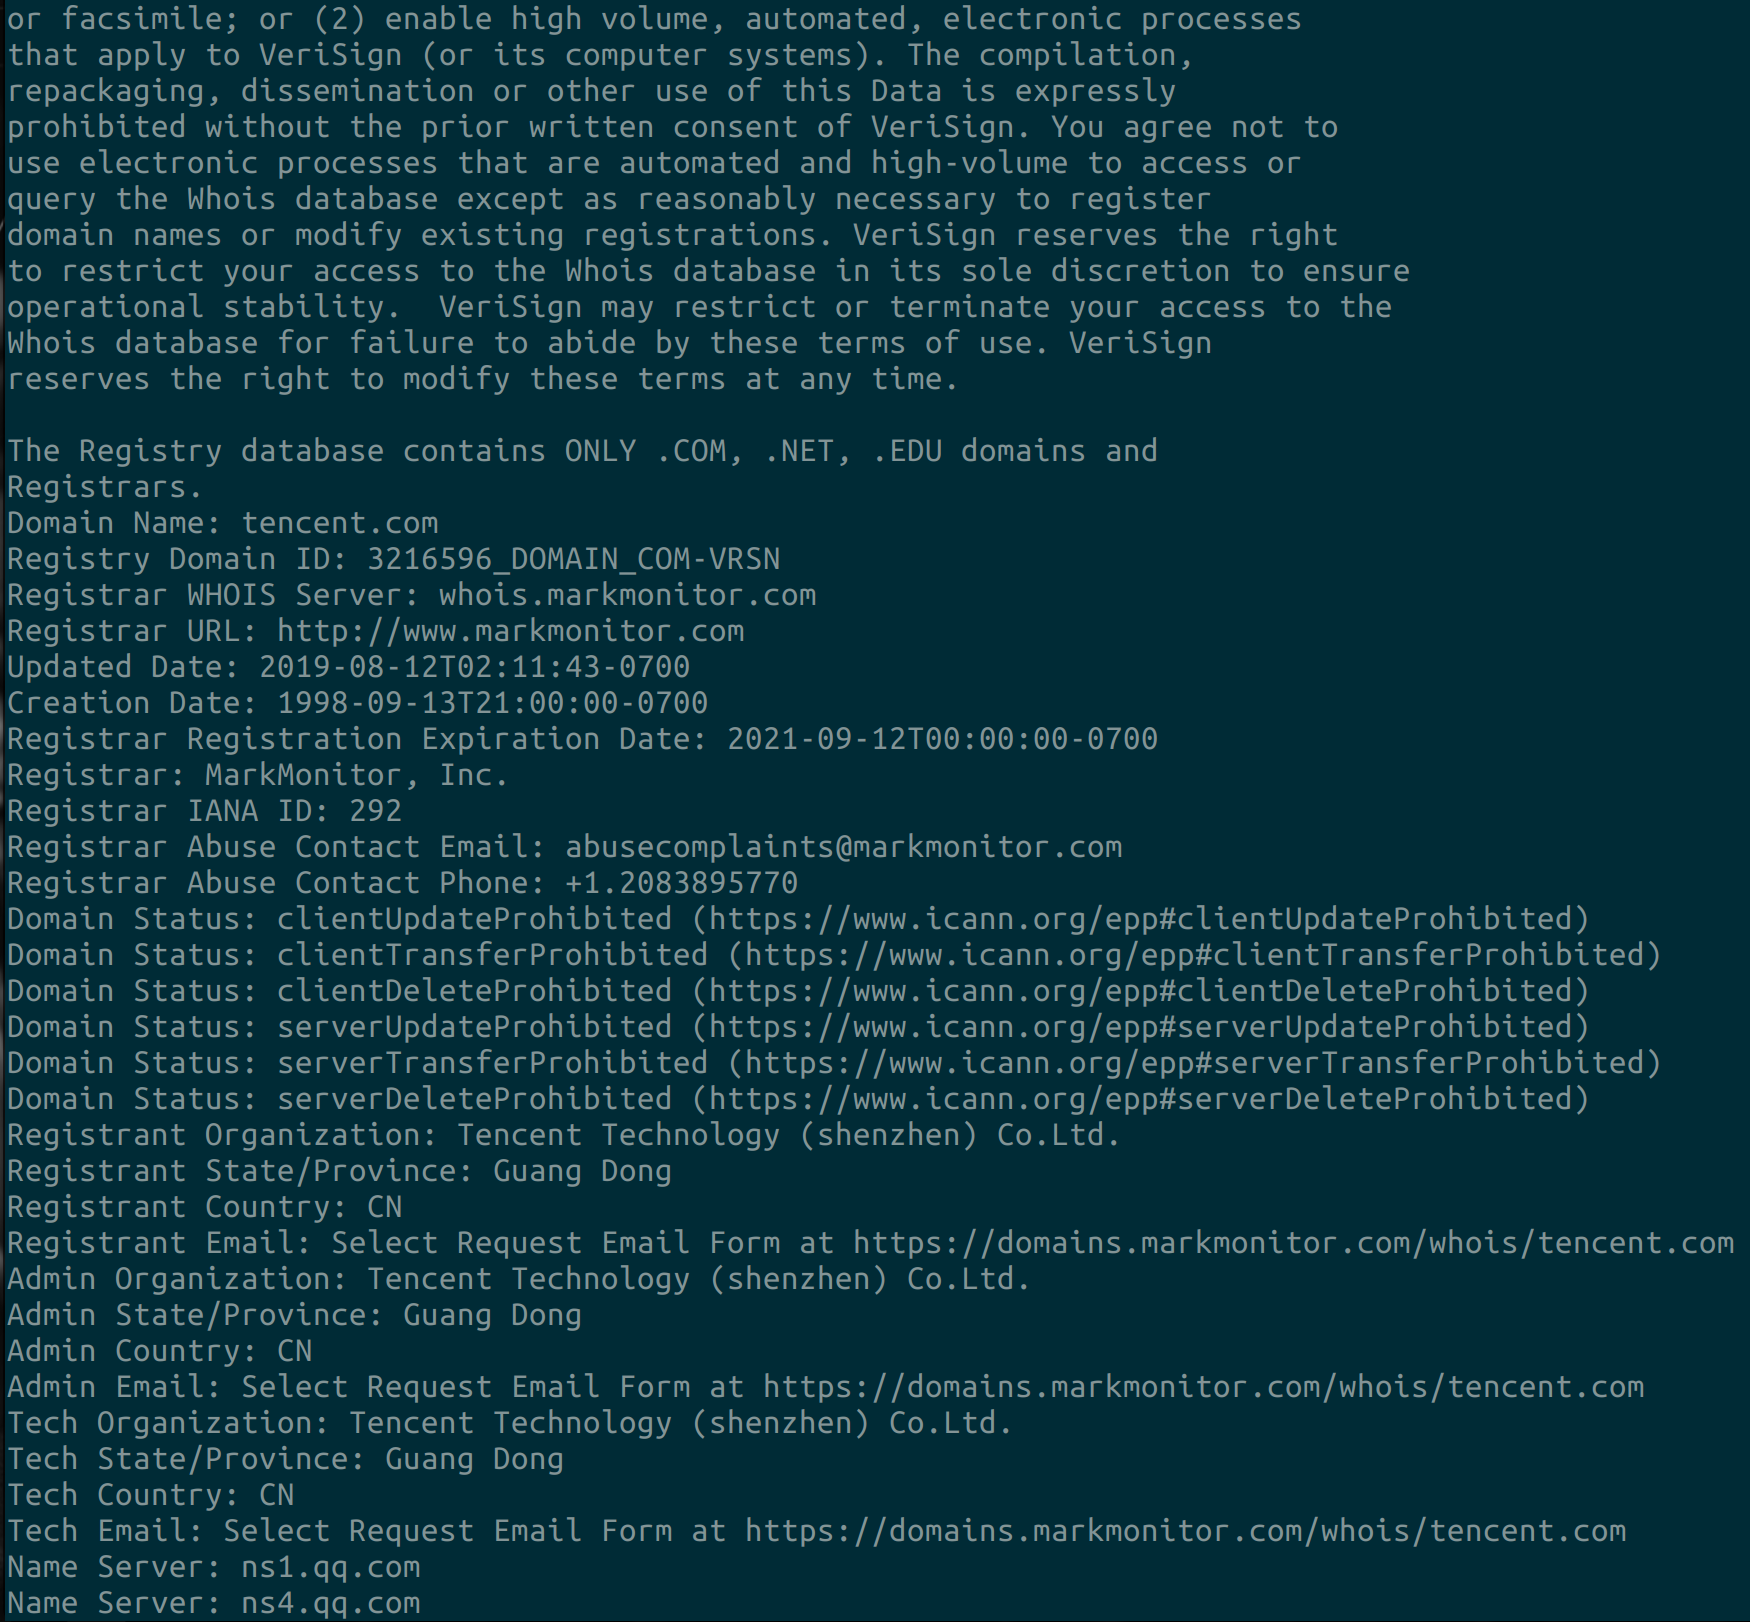 or facsimile; or (2) enable high volume, automated, electronic processes
that apply to VeriSign (or its computer systems). The compilation,
repackaging, dissemination or other use of this Data is expressly
prohibited without the prior written consent of VeriSign. You agree not to
use electronic processes that are automated and high-volume to access or
query the Whois database except as reasonably necessary to register
domain names or modify existing registrations. VeriSign reserves the right
to restrict your access to the Whois database in its sole discretion to ensure
operational stability.  VeriSign may restrict or terminate your access to the
Whois database for failure to abide by these terms of use. VeriSign
reserves the right to modify these terms at any time.

The Registry database contains ONLY .COM, .NET, .EDU domains and
Registrars.
Domain Name: tencent.com
Registry Domain ID: 3216596_DOMAIN_COM-VRSN
Registrar WHOIS Server: whois.markmonitor.com
Registrar URL: http://www.markmonitor.com
Updated Date: 2019-08-12T02:11:43-0700
Creation Date: 1998-09-13T21:00:00-0700
Registrar Registration Expiration Date: 2021-09-12T00:00:00-0700
Registrar: MarkMonitor, Inc.
Registrar IANA ID: 292
Registrar Abuse Contact Email: abusecomplaints@markmonitor.com
Registrar Abuse Contact Phone: +1.2083895770
Domain Status: clientUpdateProhibited (https://www.icann.org/epp#clientUpdateProhibited)
Domain Status: clientTransferProhibited (https://www.icann.org/epp#clientTransferProhibited)
Domain Status: clientDeleteProhibited (https://www.icann.org/epp#clientDeleteProhibited)
Domain Status: serverUpdateProhibited (https://www.icann.org/epp#serverUpdateProhibited)
Domain Status: serverTransferProhibited (https://www.icann.org/epp#serverTransferProhibited)
Domain Status: serverDeleteProhibited (https://www.icann.org/epp#serverDeleteProhibited)
Registrant Organization: Tencent Technology (shenzhen) Co.Ltd.
Registrant State/Province: Guang Dong
Registrant Country: CN
Registrant Email: Select Request Email Form at https://domains.markmonitor.com/whois/tencent.com
Admin Organization: Tencent Technology (shenzhen) Co.Ltd.
Admin State/Province: Guang Dong
Admin Country: CN
Admin Email: Select Request Email Form at https://domains.markmonitor.com/whois/tencent.com
Tech Organization: Tencent Technology (shenzhen) Co.Ltd.
Tech State/Province: Guang Dong
Tech Country: CN
Tech Email: Select Request Email Form at https://domains.markmonitor.com/whois/tencent.com
Name Server: ns1.qq.com
Name Server: ns4.qq.com